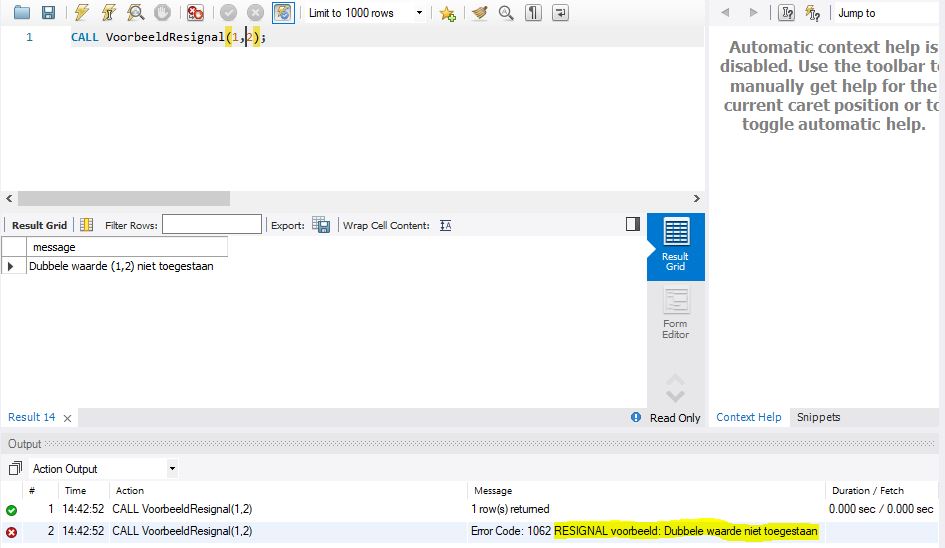 Limit to 1000 rows
Jump to
1 CALL VoorbeeldResignal(1,2);
Automatic context help is
disabled. Use the toolbar t
manually get help for the
current caret position or to
toggle automatic help.
Result Grid Filter Rows: Export: Wrap Cell Content:
message
Dubbele waarde (1,2) niet toegestaan
Result
Grid
Form
Editor
Result 14 Read Only
Context Help Snippets
Output
Action Output
# Time Action Message Duration / Fetch
1 14:42:52 CALL VoorbeeldResignal(1,2) 1 row(s) returned 0.000 sec / 0.000 sec
2 14:42:52 CALL VoorbeeldResignal(1,2) Error Code: 1062 RESIGNAL voorbeeld: Dubbele waarde niet toegestaan